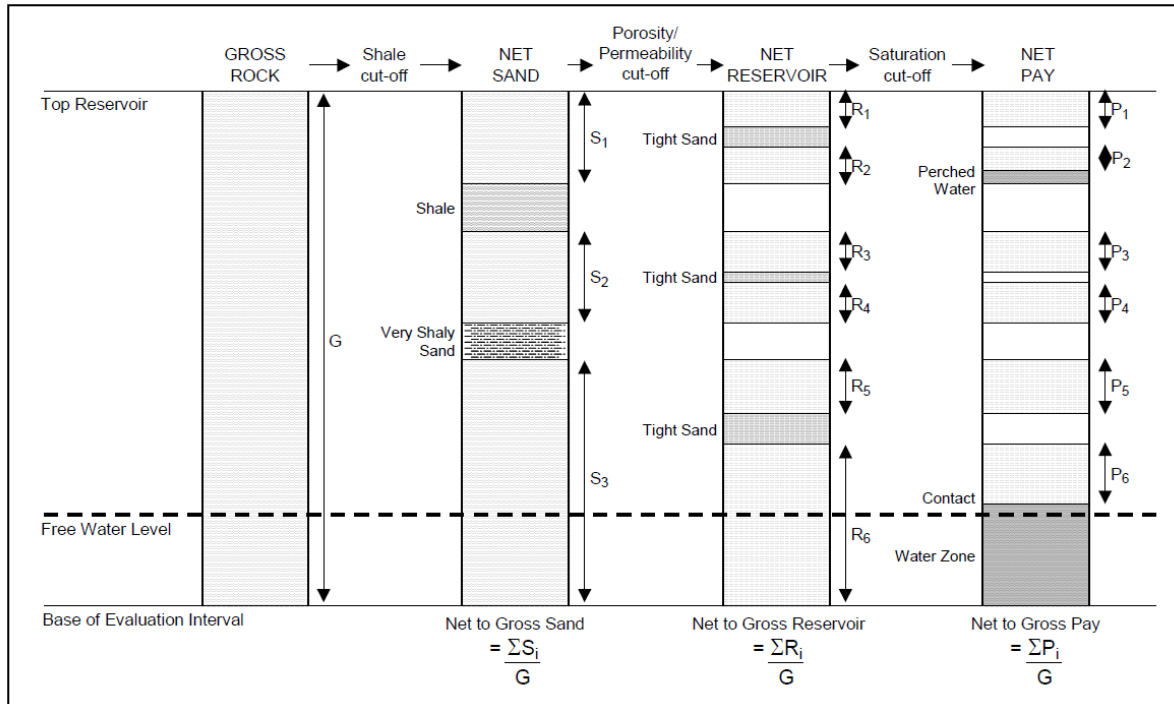 GROSS
ROCK
Shale
cut-off
NET
SAND
Porosity/
Permeability
cut-off
NET
RESERVOIR
Saturation
cut-off
NET
PAY
Top Reservoir
G
S1
Shale
S2
Very Shaly
Sand
S3
Tight Sand
R1
R2
Tight Sand
R3
R4
R5
Tight Sand
R6
P1
P2
Perched
Water
P3
P4
P5
P6
Contact
Water Zone
Free Water Level
Base of Evaluation Interval
Net to Gross Sand
= ΣSi
G
Net to Gross Reservoir
= ΣRi
G
Net to Gross Pay
= ΣPi
G